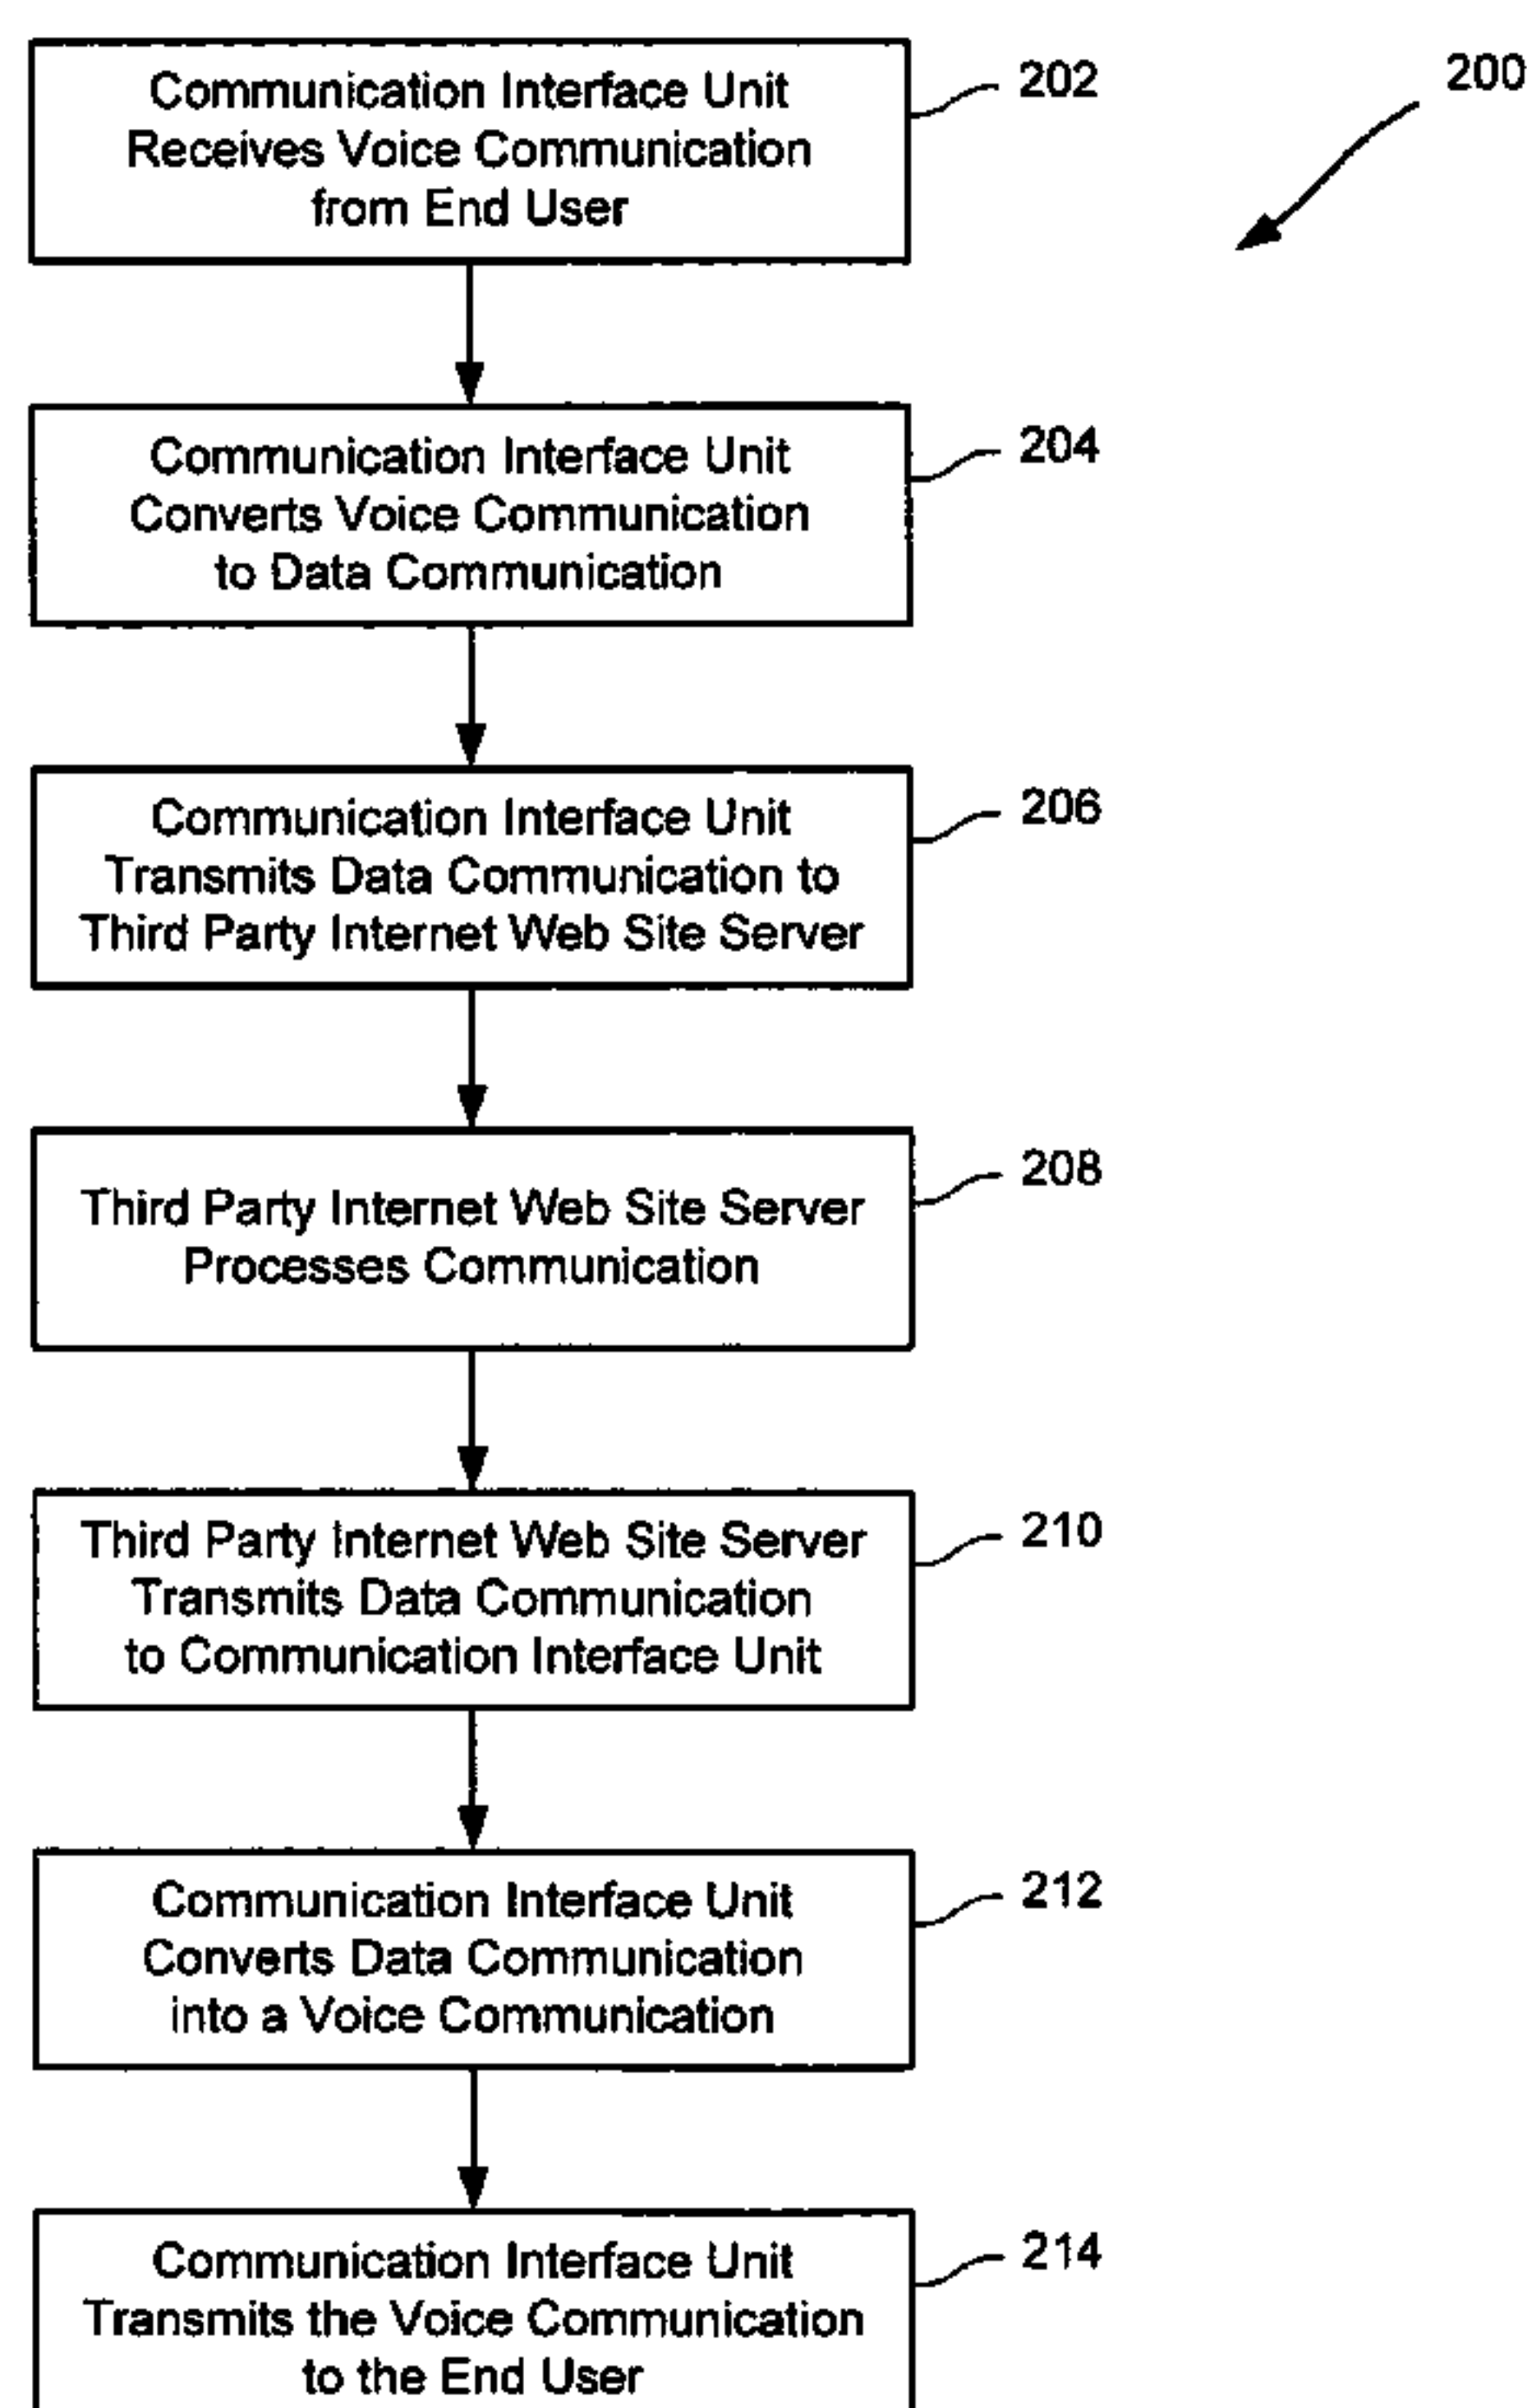 200
Communication Interface Unit
Receives Voice Communication
from End User
202
Communication Interface Unit
Converts Voice Communication
to Data Communication
204
Communication Interface Unit
Transmits Data Communication to
Third Party Internet Web Site Server
206
Third Party Internet Web Site Server
Processes Communication
208
Third Party Internet Web Site Server
Transmits Data Communication
to Communication Interface Unit
210
Communication Interface Unit
Converts Data Communication
into a Voice Communication
212
Communication Interface Unit
Transmits the Voice Communication
to the End User
214